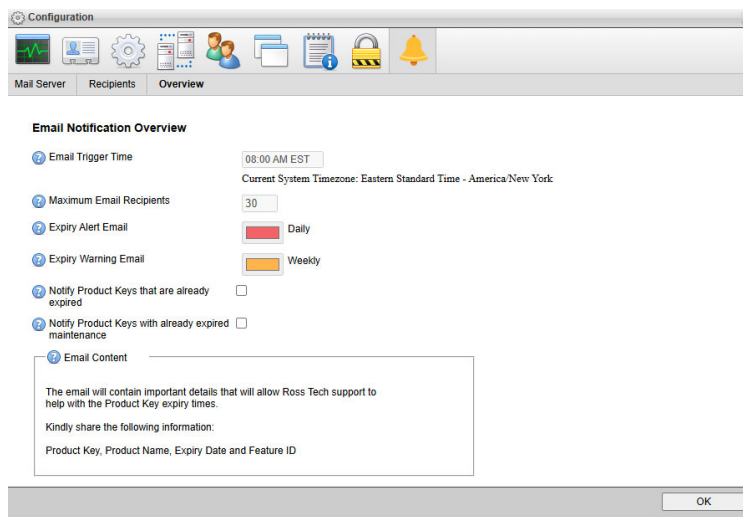 Configuration
Mail Server Recipients Overview
Email Notification Overview
Email Trigger Time 08:00 AM EST
Current System Timezone: Eastern Standard Time - America/New York
Maximum Email Recipients 30
Expiry Alert Email Daily
Expiry Warning Email Weekly
Notify Product Keys that are already
expired
Notify Product Keys with already expired
maintenance
Email Content
The email will contain important details that will allow Ross Tech support to
help with the Product Key expiry times.
Kindly share the following information:
Product Key, Product Name, Expiry Date and Feature ID
OK